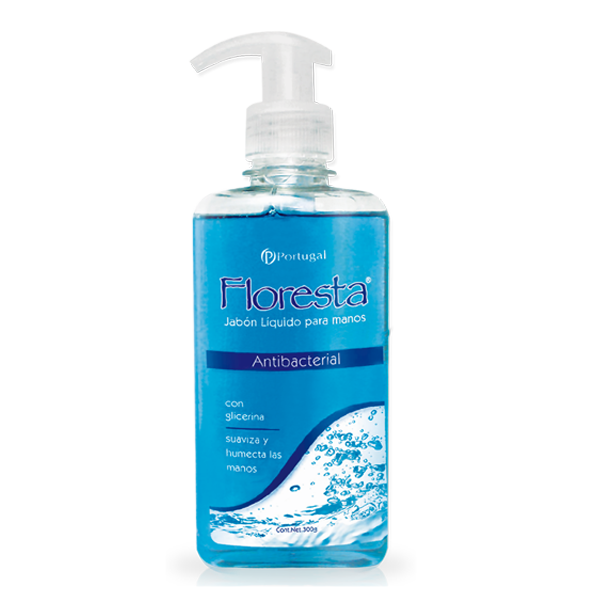 Portugal
Floresta®
Jabón Líquido para manos
Antibacterial
con
glicerina
suaviza y
humecta las
manos
Cont.Net.300g